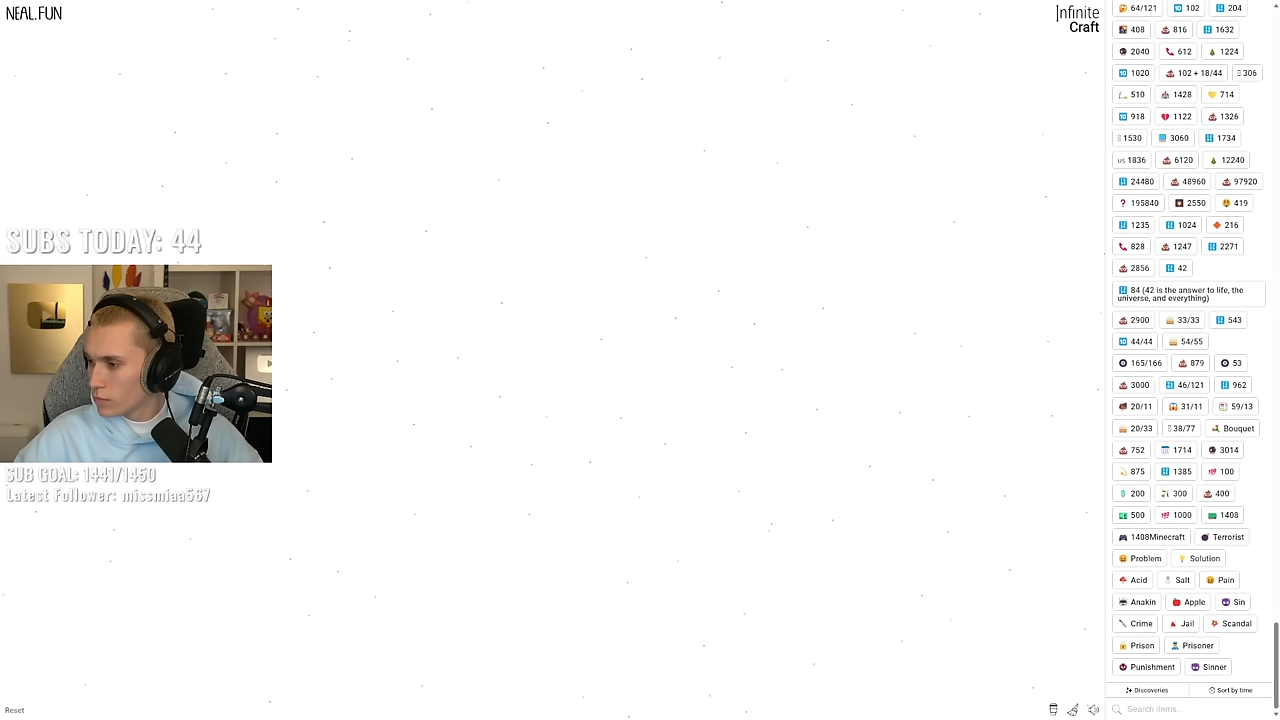 NEAL.FUN
Infinite
Craft
64/121 102 204
408 816 1632
2040 612 1224
1020 102 + 18/44 306
510 1428 714
918 1122 1326
1530 3060 1734
us 1836 6120 12240
24480 48960 97920
195840 2550 419
1235 1024 216
828 1247 2271
2856 42
84 (42 is the answer to life, the
universe, and everything)
2900 33/33 543
44/44 54/55
165/166 879 53
3000 46/121 962
20/11 31/11 59/13
20/33 38/77 Bouquet
752 1714 3014
875 1385 100
200 300 400
500 1000 1408
1408Minecraft Terrorist
Problem Solution
Acid Salt Pain
Anakin Apple Sin
Crime Jail Scandal
Prison Prisoner
Punishment Sinner
Discoveries Sort by time
Search items...
SUBS TODAY: 44
SUB GOAL: 1441/1450
Latest Follower: missmiaa567
Reset